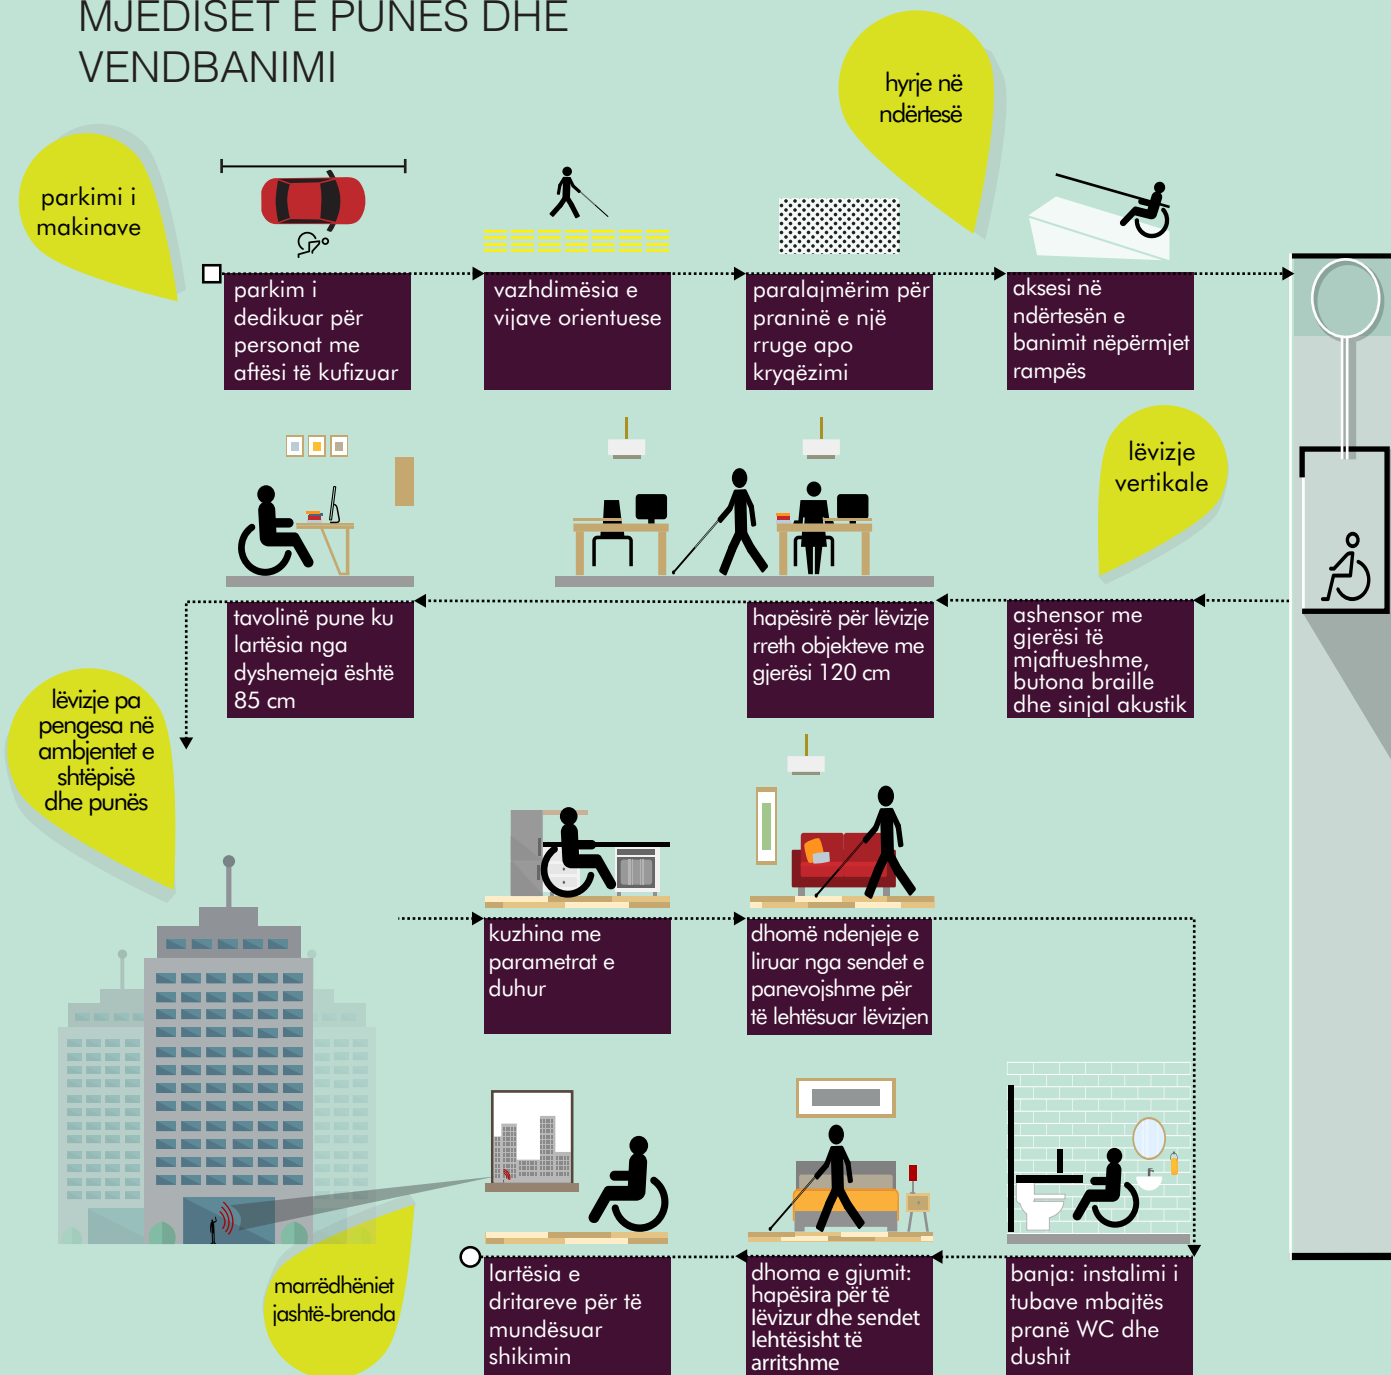 MJEDISET E PUNËS DHE
VENDBANIMI
hyrje në
ndërtesë
parkimi i
makinave
parkim i
dedikuar për
personat me
aftësi të kufizuar
vazhdimësia e
vijave orientuese
paralajmërim për
praninë e një
rruge apo
kryqëzimi
aksesi në
ndërtesën e
banimit nëpërmjet
rampës
lëvizje
vertikale
tavolinë pune ku
lartësia nga
dyshemeja është
85 cm
hapësirë për lëvizje
rreth objekteve me
gjerësi 120 cm
ashensor me
gjerësi të
mjaftueshme,
butona braille
dhe sinjal akustik
lëvizje pa
pengesa në
ambjentet e
shtëpisë
dhe punës
kuzhina me
parametrat e
duhur
dhomë ndenjeje e
liruar nga sendet e
panevojshme për
të lehtësuar lëvizjen
marrëdhëniet
jashtë-brenda
lartësia e
dritareve për të
mundësuar
shikimin
dhoma e gjumit:
hapësira për të
lëvizur dhe sendet
lehtësisht të
arritshme
banja: instalimi i
tubave mbajtës
pranë WC dhe
dushit